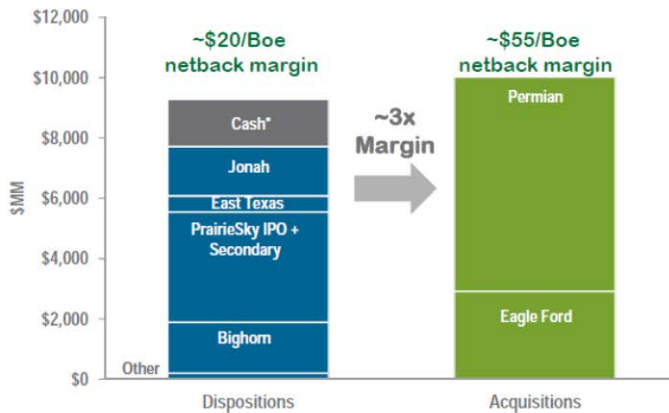 $12,000
$10,000
$8,000
$6,000
$4,000
$2,000
$0
$MM
~$20/Boe
netback margin
Cash*
Jonah
East Texas
PrairieSky IPO +
Secondary
Bighorn
Other
Dispositions
~3x
Margin
~$55/Boe
netback margin
Permian
Eagle Ford
Acquisitions